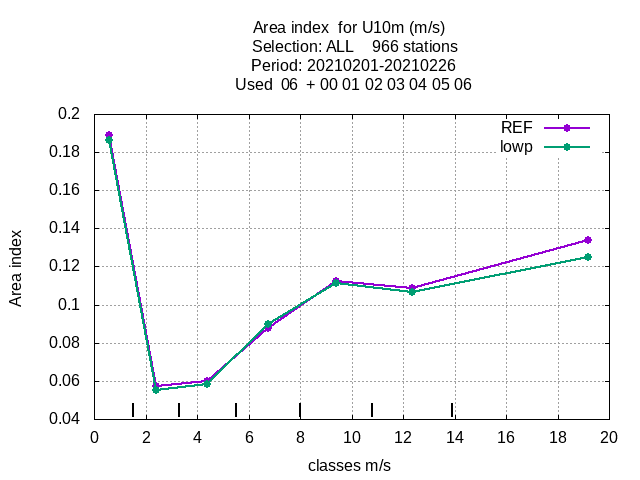 Area index  for U10m (m/s)
Selection: ALL    966 stations
Period: 20210201-20210226
Used  06  + 00 01 02 03 04 05 06
REF
lowp
0.2
0.18
0.16
0.14
0.12
0.1
0.08
0.06
0.04
Area index
0 2 4 6 8 10 12 14 16 18 20
classes m/s